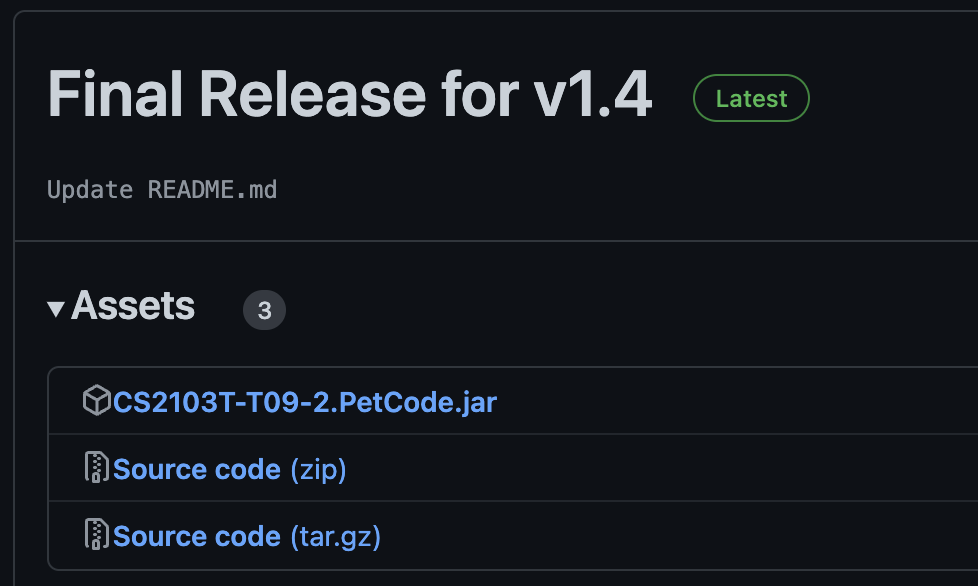 Final Release for v1.4 Latest
Update README.md
Assets 3
CS2103T-T09-2.PetCode.jar
Source code (zip)
Source code (tar.gz)